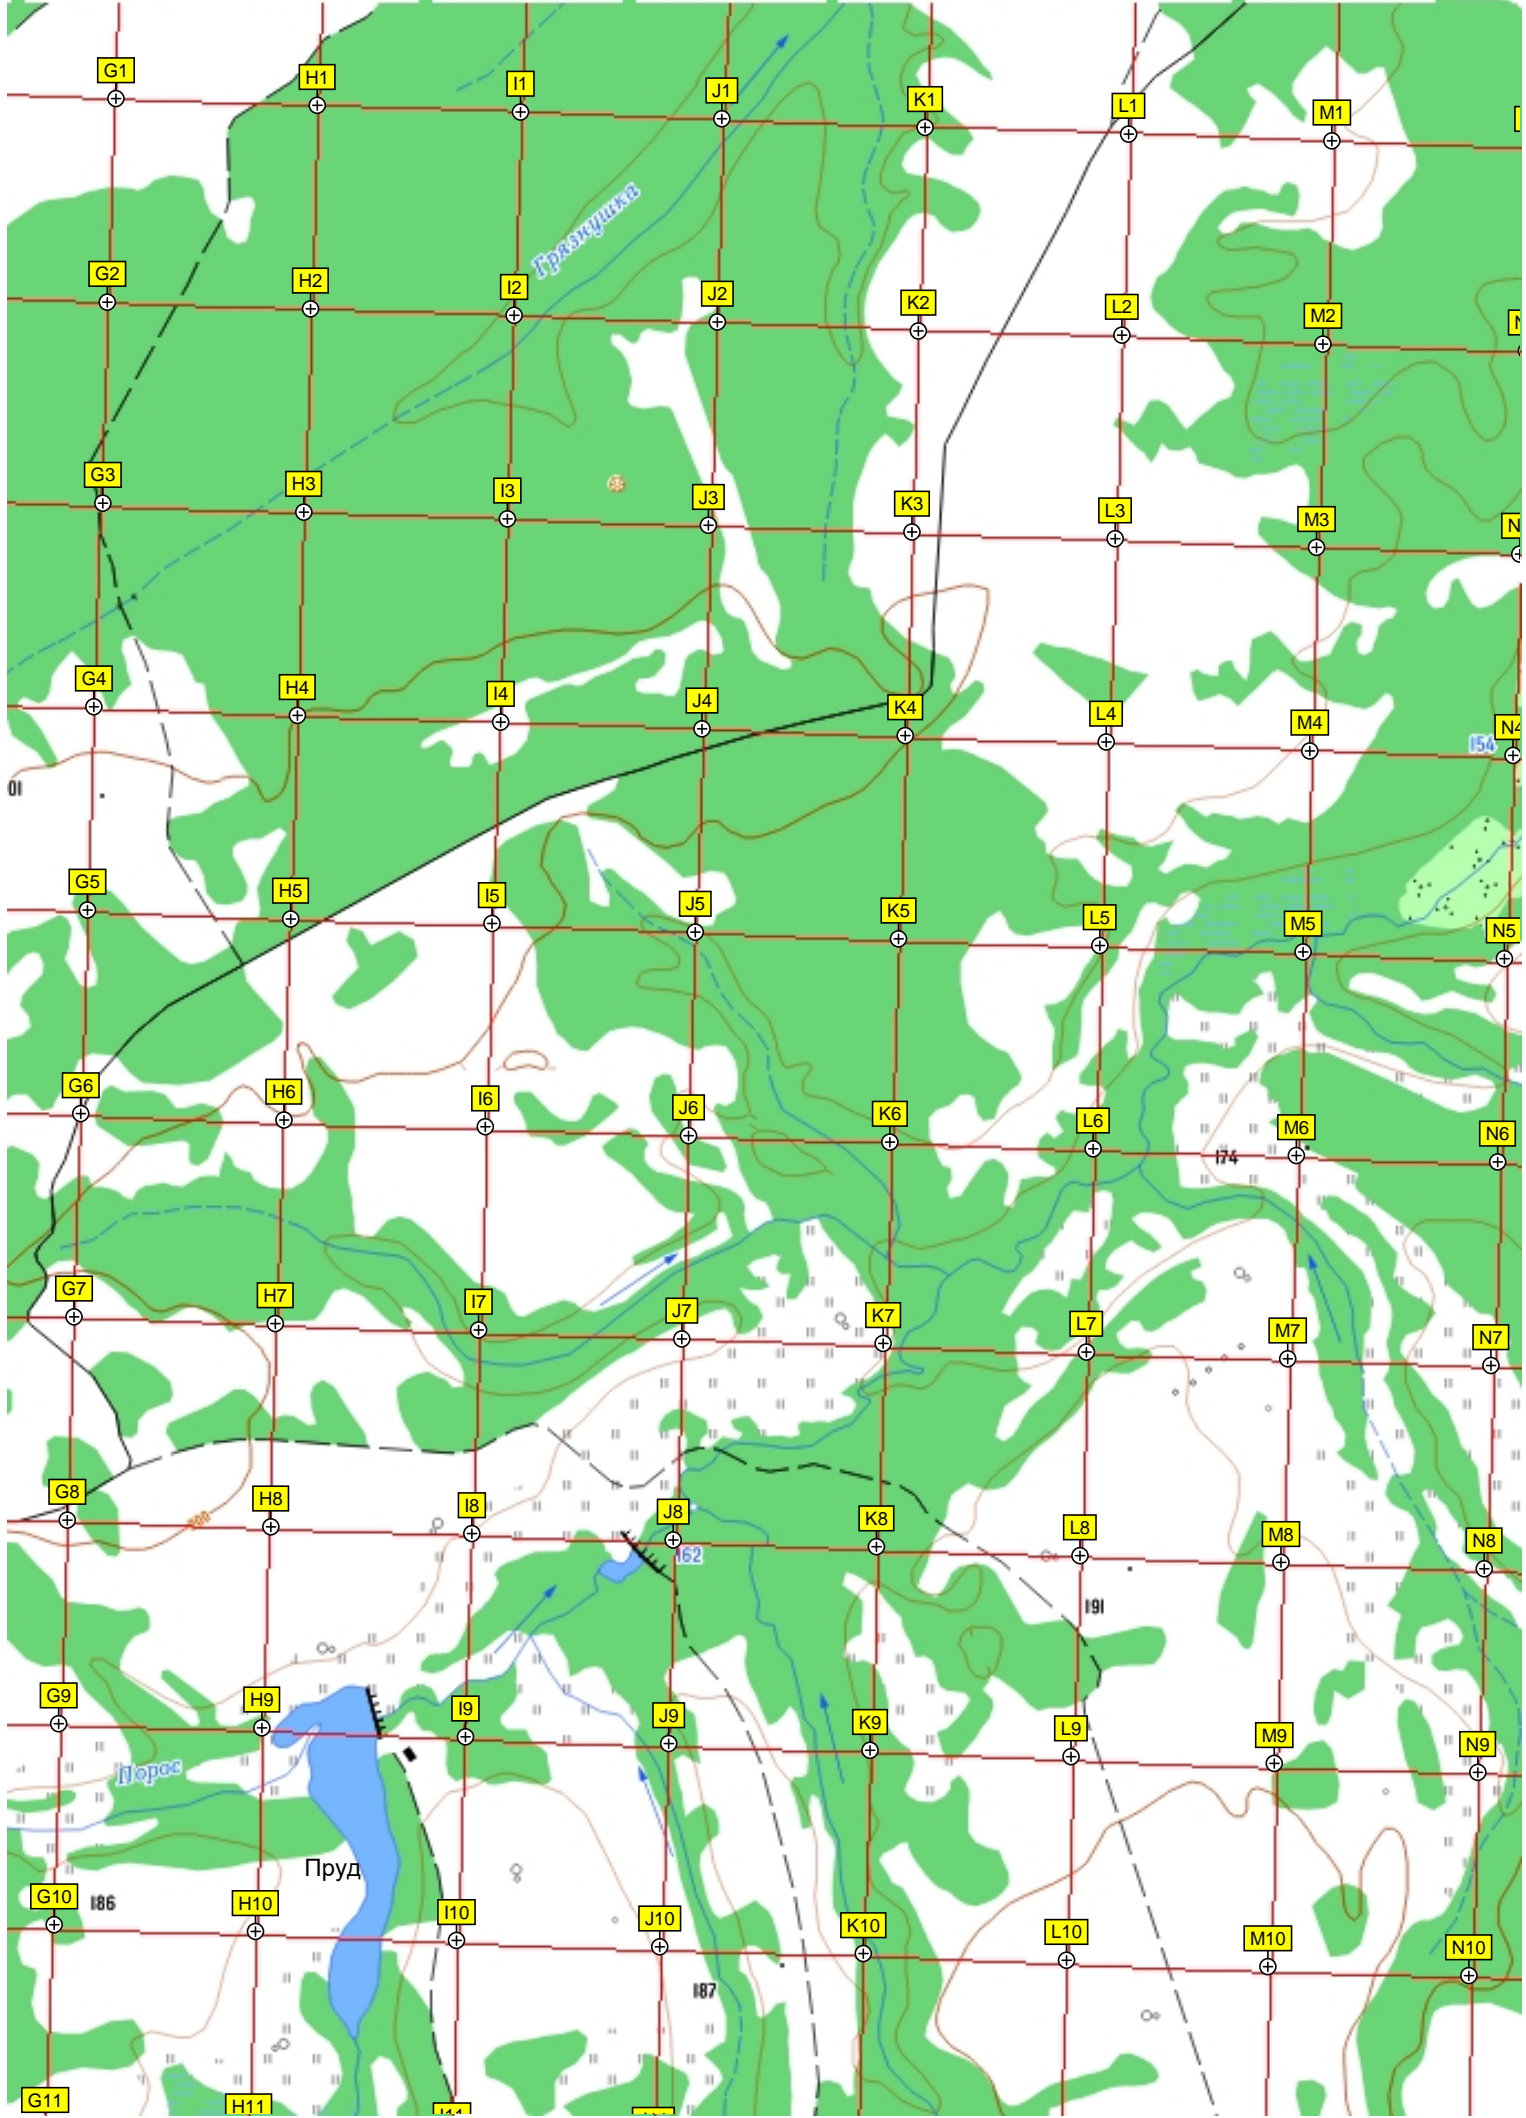 G1 H1 I1 J1 K1 L1 M1
Грязнушка
G2 H2 I2 J2 K2 L2 M2 N
G3 H3 I3 J3 K3 L3 M3 N
G4 H4 I4 J4 K4 L4 M4 N4
154
01
G5 H5 I5 J5 K5 L5 M5 N5
G6 H6 I6 J6 K6 L6 M6 N6
174
G7 H7 I7 J7 K7 L7 M7 N7
G8 H8 I8 J8 K8 L8 M8 N8
200
162
191
G9 H9 I9 J9 K9 L9 M9 N9
Порос
Пруд
G10 H10 I10 J10 K10 L10 M10 N10
186
187
G11 H11 I11